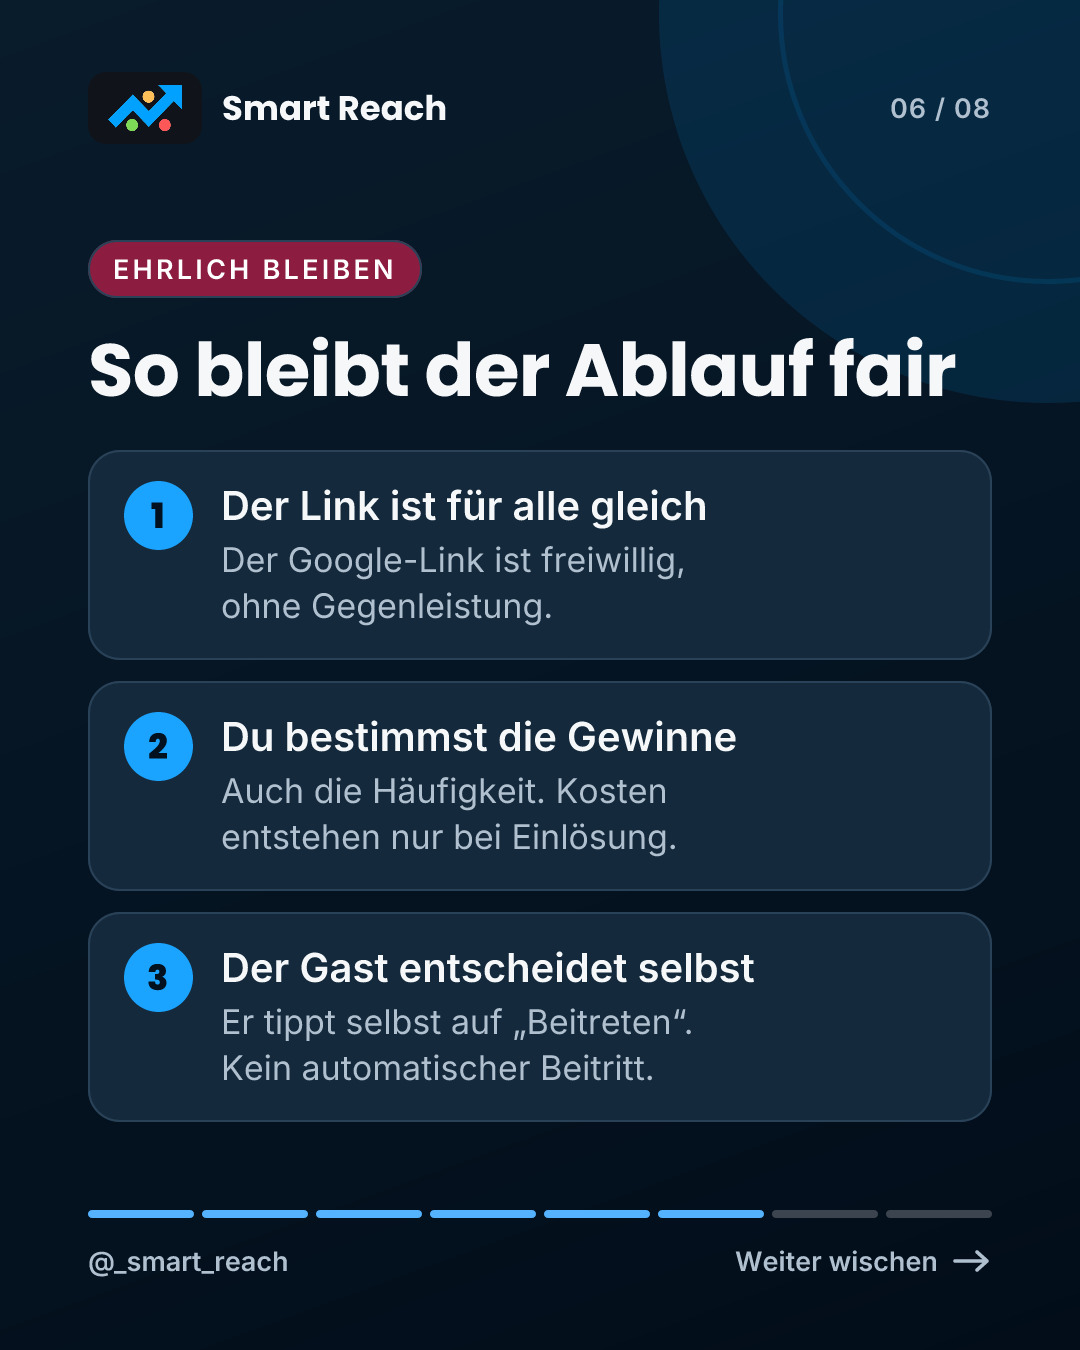 Smart Reach
06 / 08
EHRLICH BLEIBEN
So bleibt der Ablauf fair
1
Der Link ist für alle gleich
Der Google-Link ist freiwillig,
ohne Gegenleistung.
2
Du bestimmst die Gewinne
Auch die Häufigkeit. Kosten
entstehen nur bei Einlösung.
3
Der Gast entscheidet selbst
Er tippt selbst auf „Beitreten“.
Kein automatischer Beitritt.
@_smart_reach
Weiter wischen →